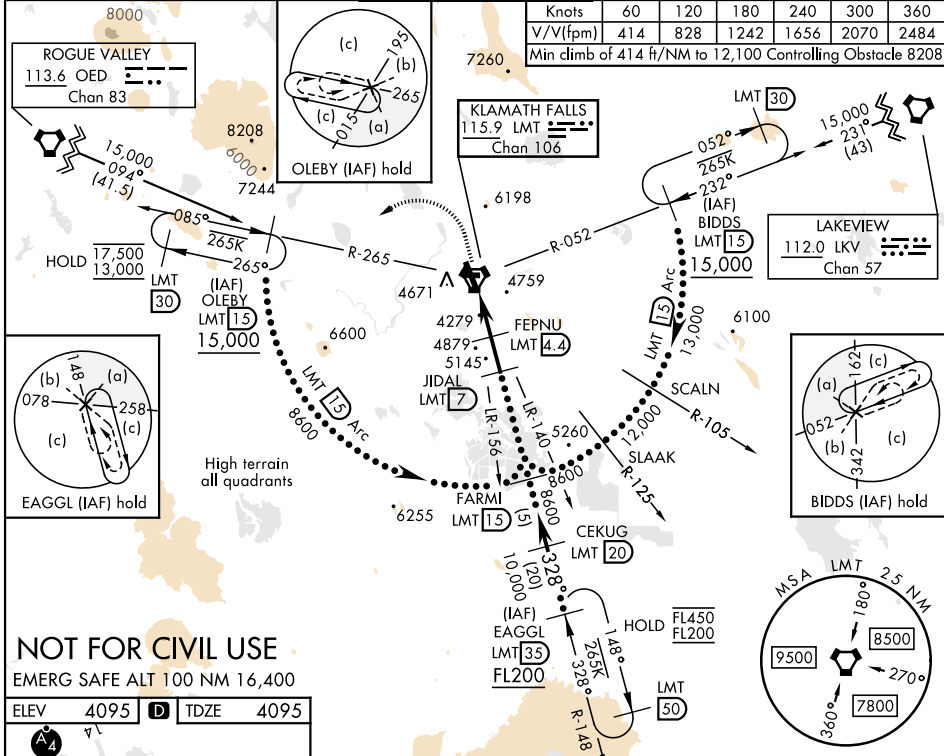 8000
Knots 60 120 180 240 300 360
V/V(fpm) 414 828 1242 1656 2070 2484
Min climb of 414 ft/NM to 12,100 Controlling Obstacle 8208
ROGUE VALLEY
113.6 OED
Chan 83
(c)
195
(b)
265
(c)
(a)
015
OLEBY (IAF) hold
7260
KLAMATH FALLS
115.9 LMT
Chan 106
LMT 30
15,000
231°
(43)
052°
265K
232°
(IAF)
BIDDS
LMT 15
15,000
LAKEVIEW
112.0 LKV
Chan 57
8208
6000
7244
15,000
094°
(41.5)
085°
265K
265°
HOLD 17,500
13,000
LMT
30
(IAF)
OLEBY
LMT 15
15,000
R-265
R-052
6198
4671
4759
4279
4879
5145
FEPNU
LMT 4.4
JIDAL
LMT 7
6600
LMT 15 Arc
8600
LMT 15 Arc
13,000
6100
SCALN
R-105
12,000
SLAAK
R-125
5260
8600
LR-156
LR-140
148
(b)
(a)
078
258
(c)
(c)
EAGGL (IAF) hold
162
(c)
(a)
052
(b)
(c)
342
BIDDS (IAF) hold
High terrain
all quadrants
6255
FARMI
LMT 15
(5)
8600
CEKUG
LMT 20
328°
(20)
10,000
(IAF)
EAGGL
LMT 35
FL200
HOLD FL450
FL200
148°
265K
328°
R-148
LMT
50
MSA LMT 25 NM
180°
8500
9500
270°
7800
360°
NOT FOR CIVIL USE
EMERG SAFE ALT 100 NM 16,400
ELEV 4095 D TDZE 4095
A4
14